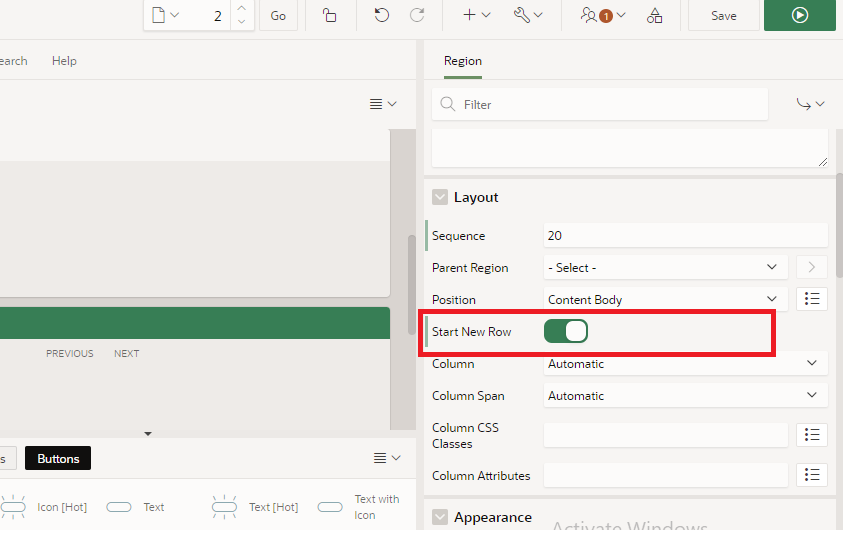 2
Go
1
Save
earch Help
Region
Filter
Layout
Sequence 20
Parent Region - Select -
Position Content Body
Start New Row
PREVIOUS NEXT
Column Automatic
Column Span Automatic
Column CSS
Classes
Column Attributes
s Buttons
Icon [Hot] Text Text [Hot] Text with
Icon
Appearance
Activate Windows